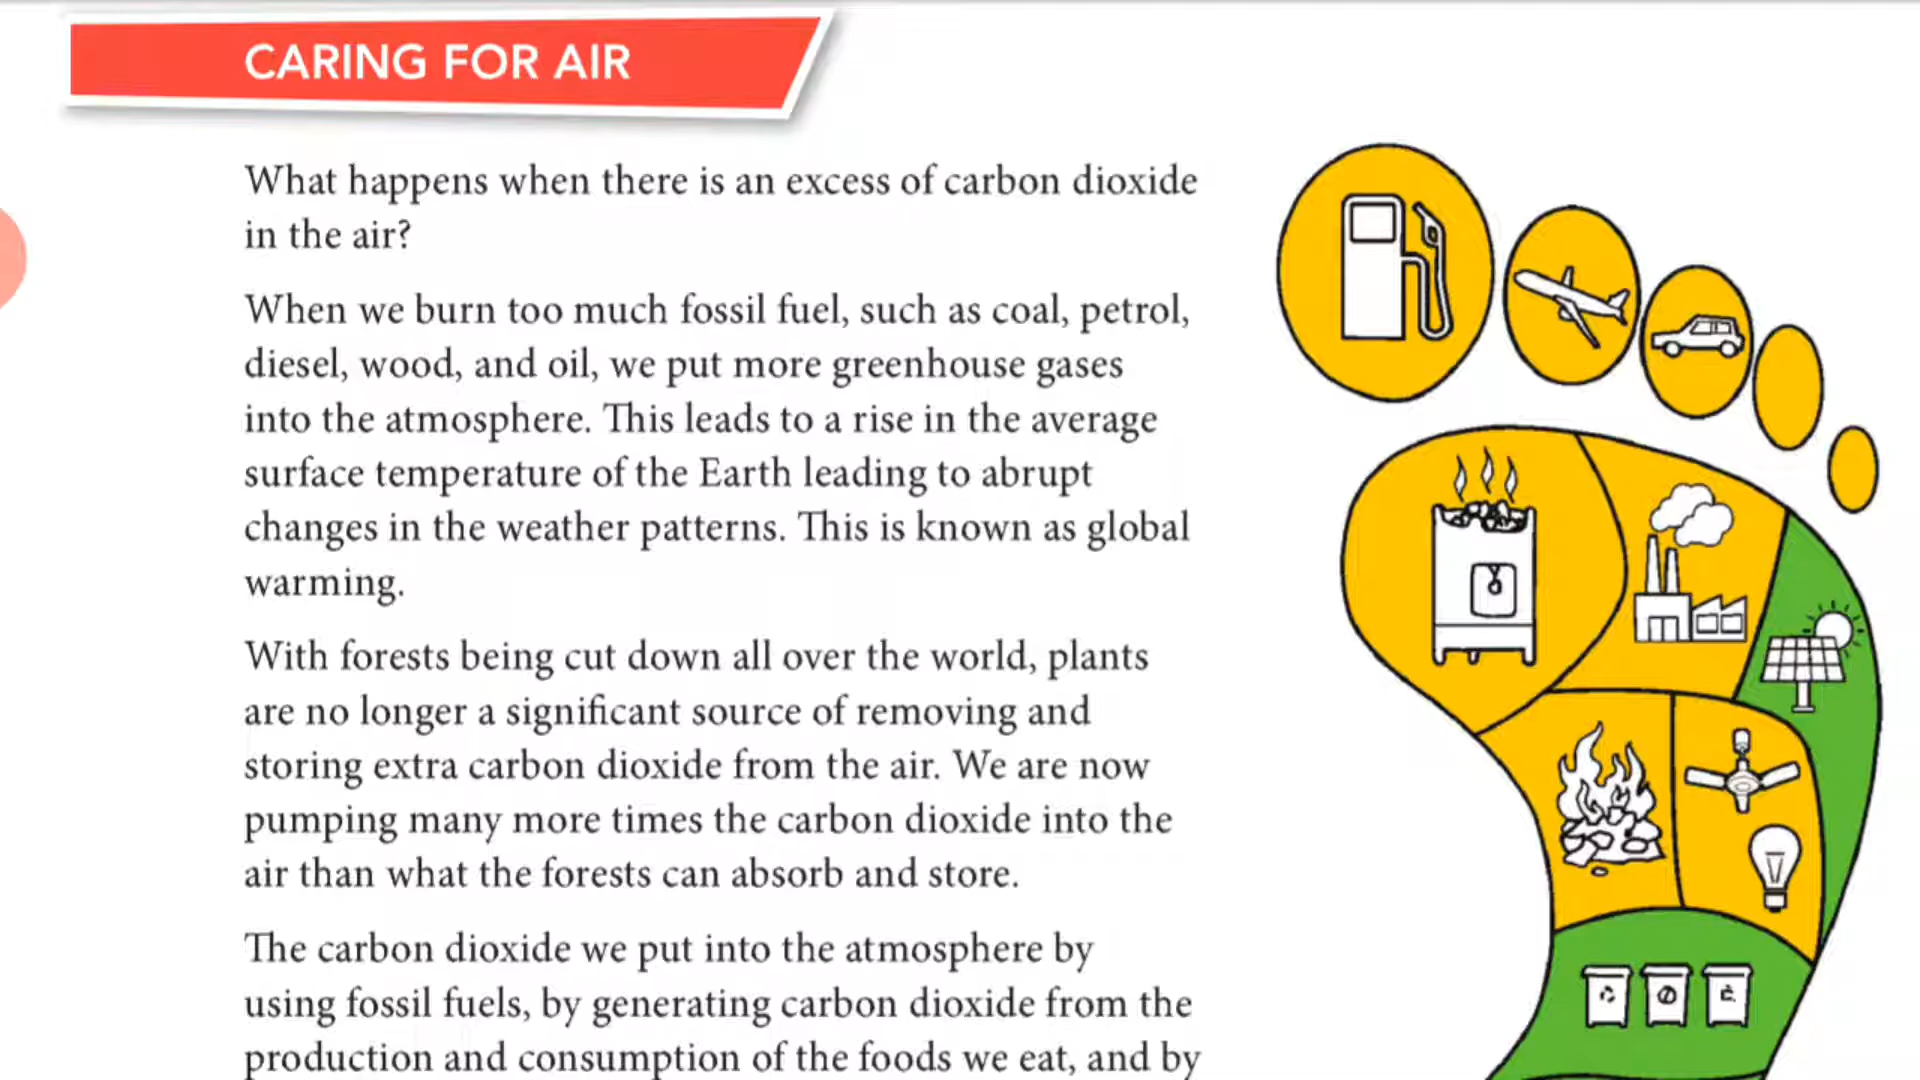 CARING FOR AIR
What happens when there is an excess of carbon dioxide
in the air?
When we burn too much fossil fuel, such as coal, petrol,
diesel, wood, and oil, we put more greenhouse gases
into the atmosphere. This leads to a rise in the average
surface temperature of the Earth leading to abrupt
changes in the weather patterns. This is known as global
warming.
With forests being cut down all over the world, plants
are no longer a significant source of removing and
storing extra carbon dioxide from the air. We are now
pumping many more times the carbon dioxide into the
air than what the forests can absorb and store.
The carbon dioxide we put into the atmosphere by
using fossil fuels, by generating carbon dioxide from the
production and consumption of the foods we eat, and by